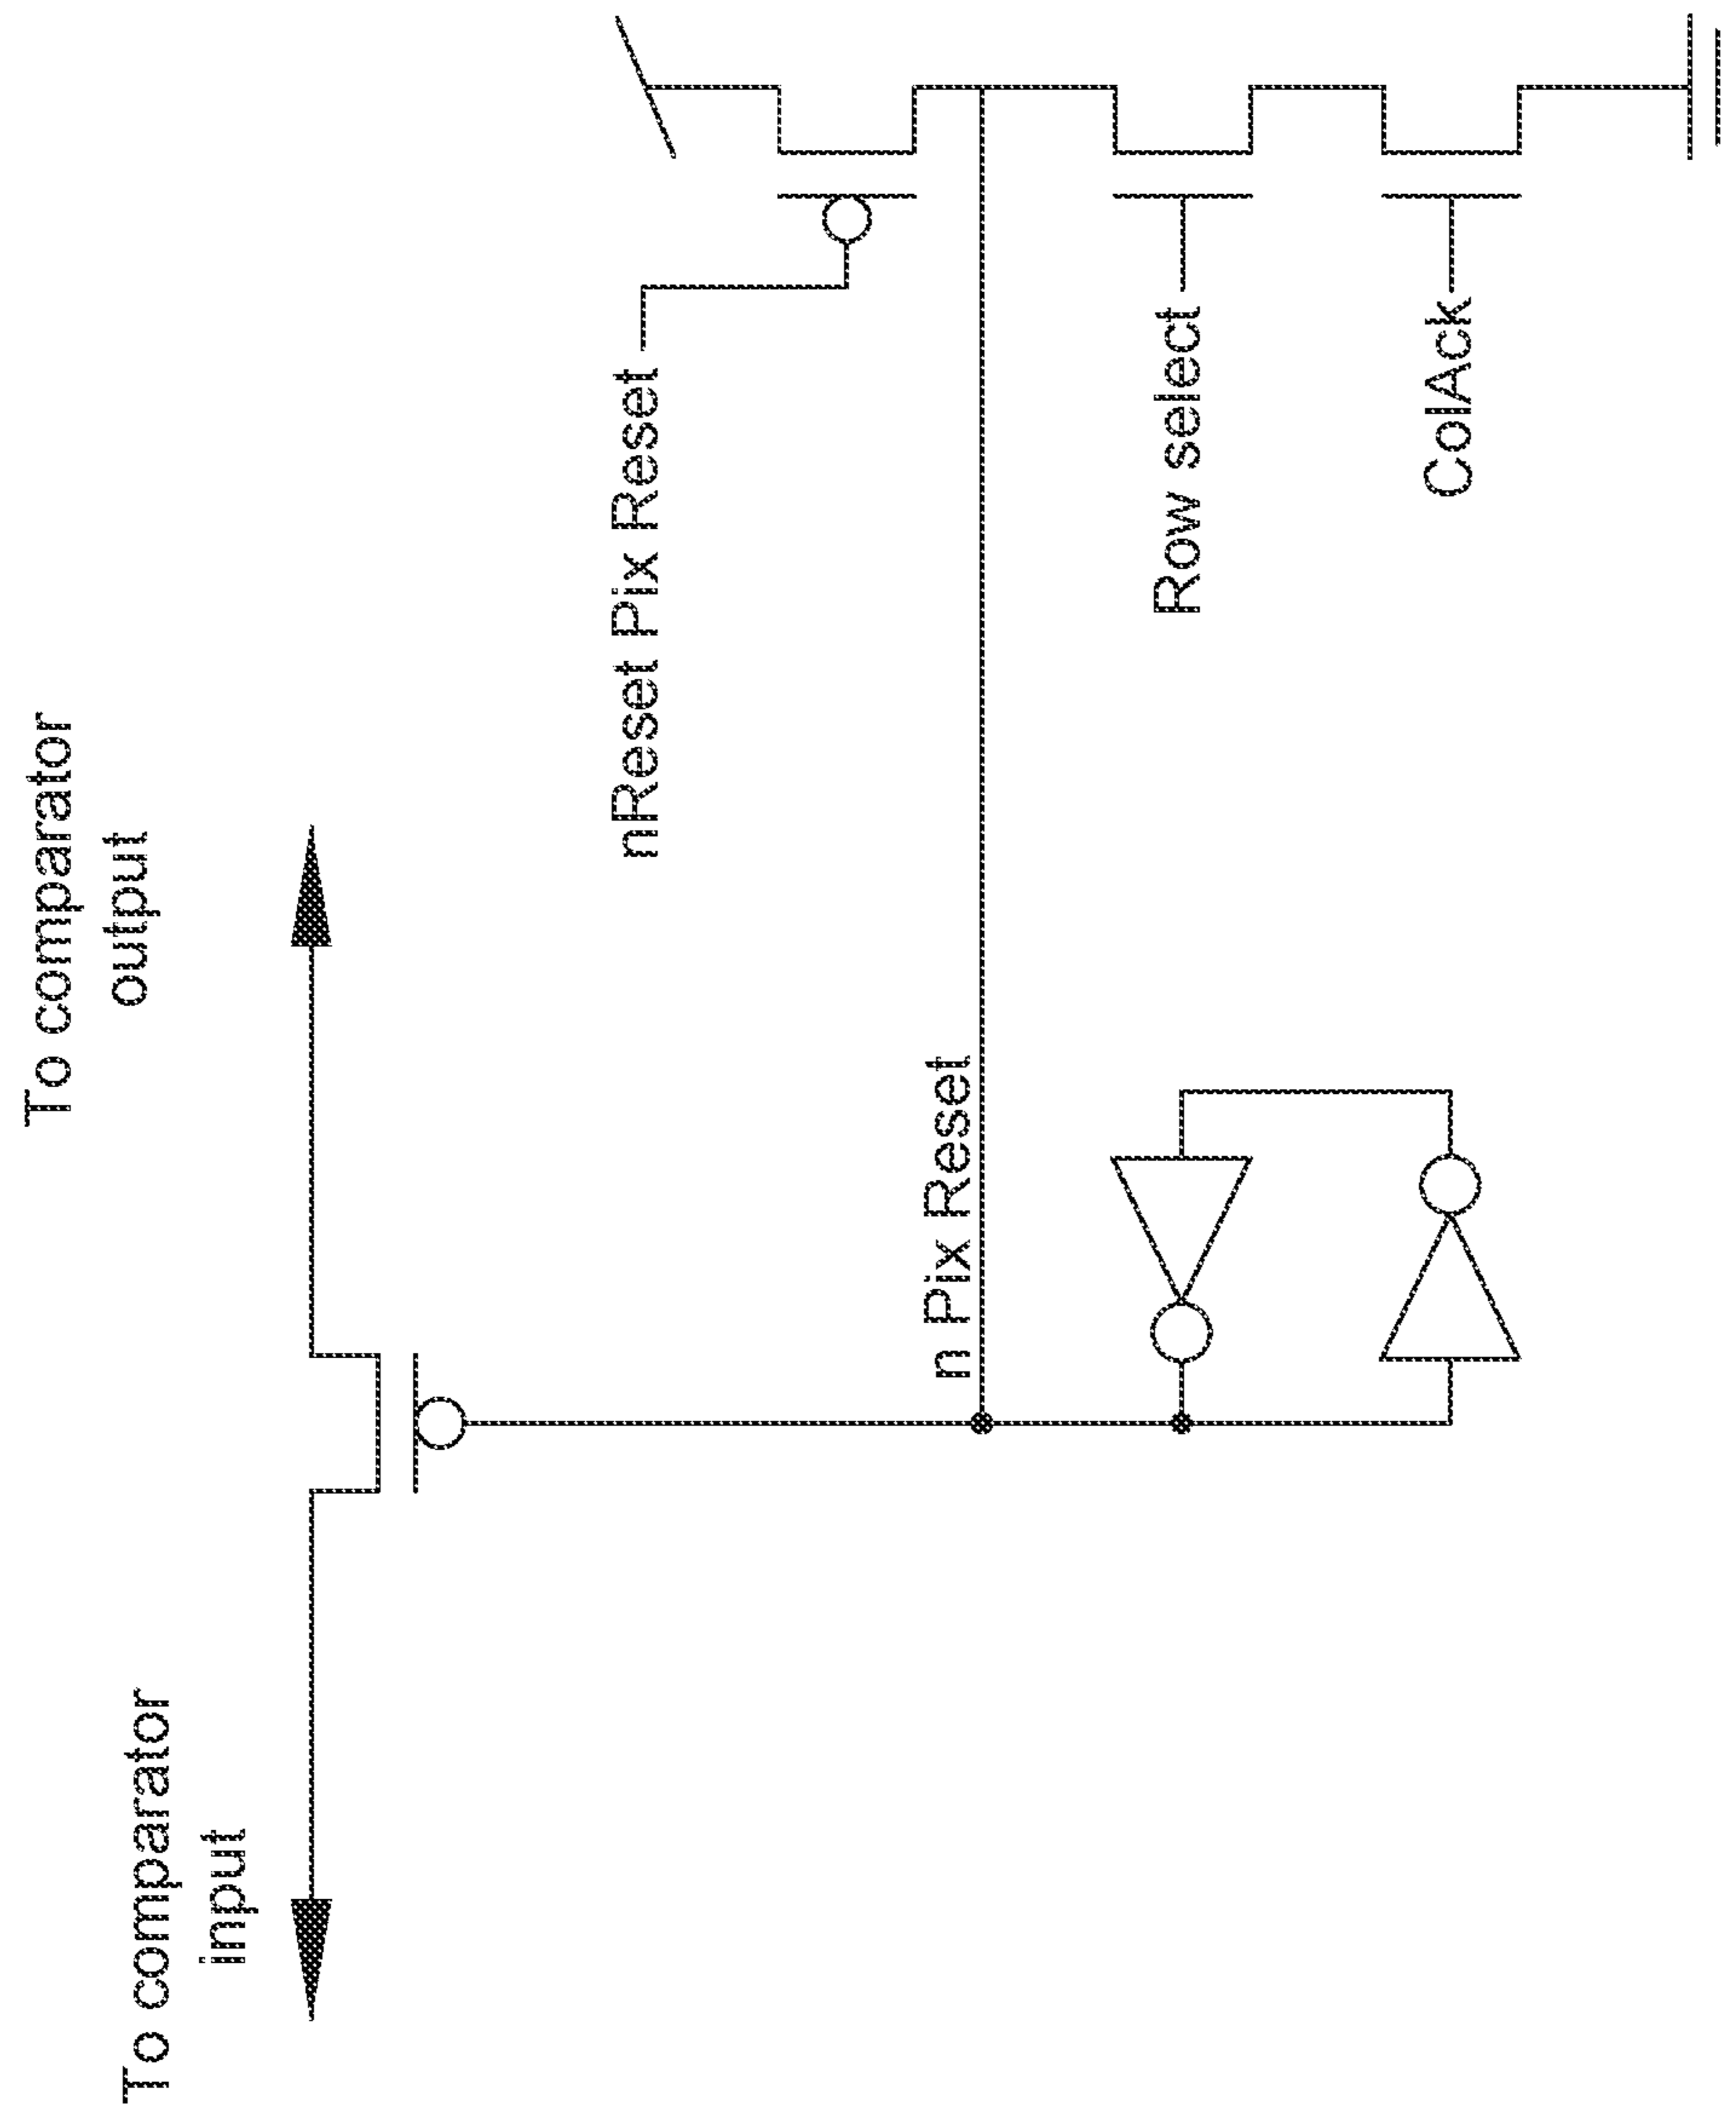 To comparator
output
To comparator
input
nReset Pix Reset
n Pix Reset
Row select
ColAck